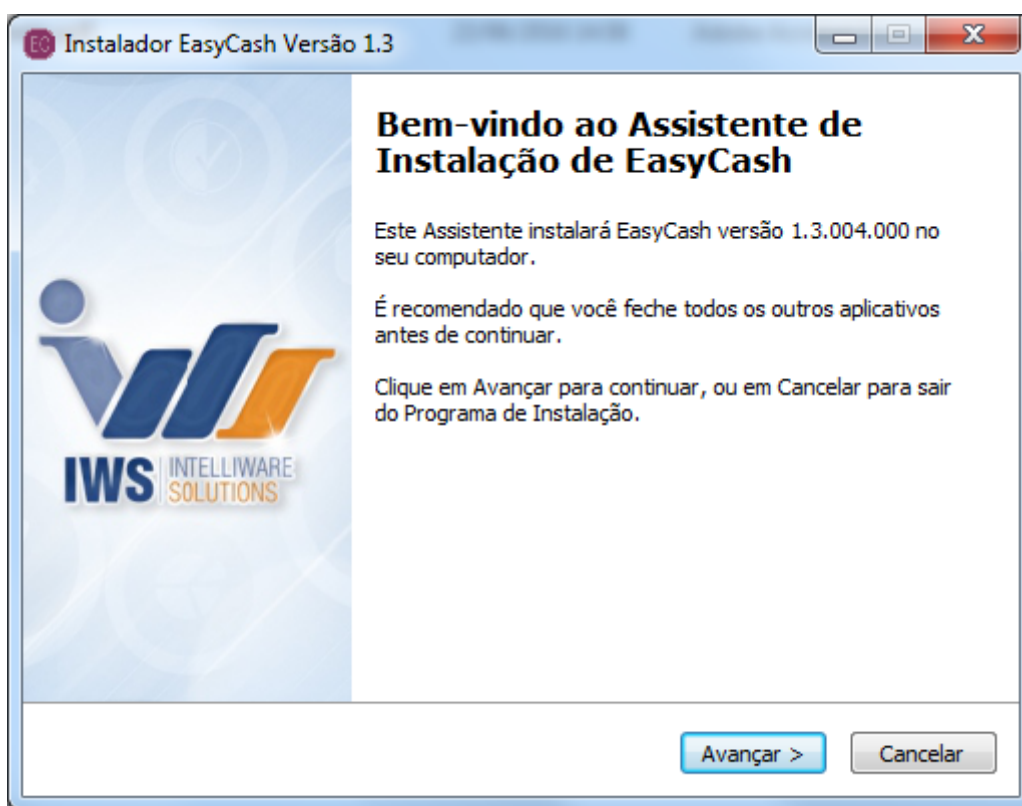 EC Instalador EasyCash Versão 1.3
Bem-vindo ao Assistente de
Instalação de EasyCash
Este Assistente instalará EasyCash versão 1.3.004.000 no
seu computador.
É recomendado que você feche todos os outros aplicativos
antes de continuar.
Clique em Avançar para continuar, ou em Cancelar para sair
do Programa de Instalação.
IWS INTELLIWARE
SOLUTIONS
Avançar > Cancelar